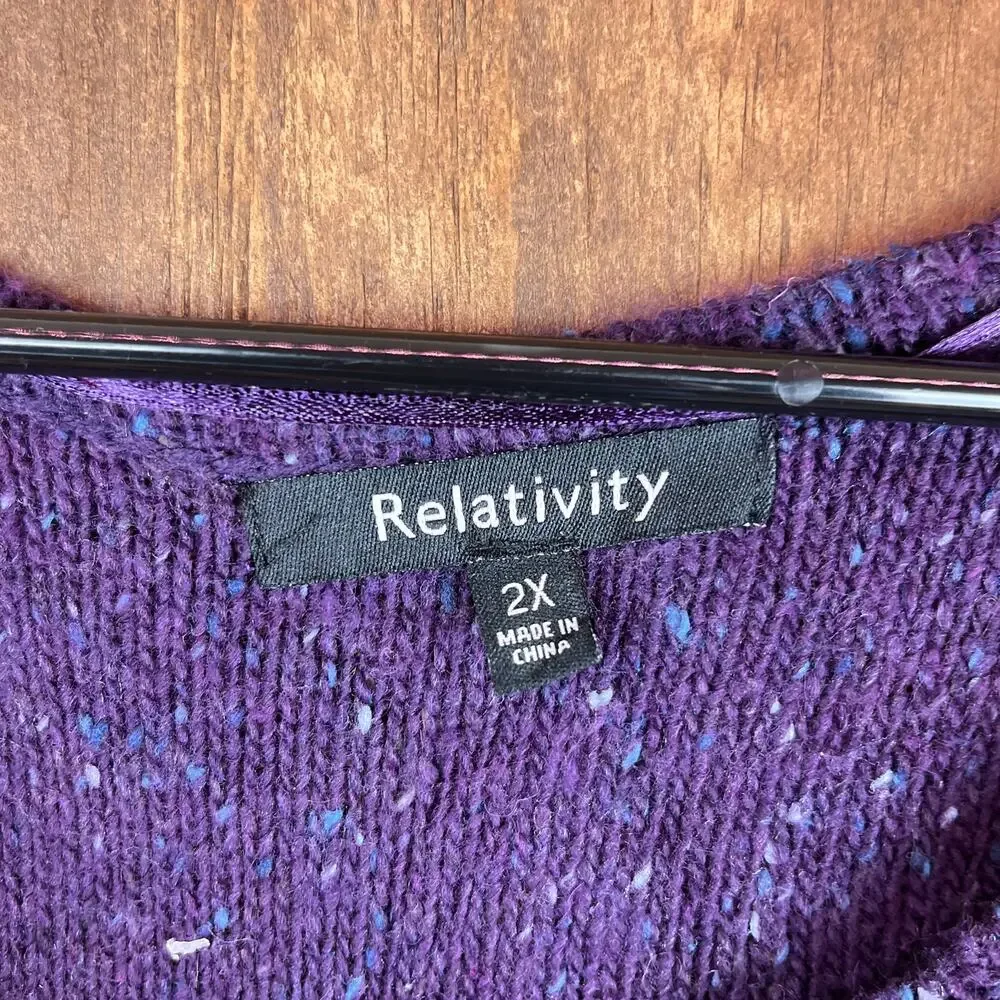 Relativity
2X
MADE IN
CHINA